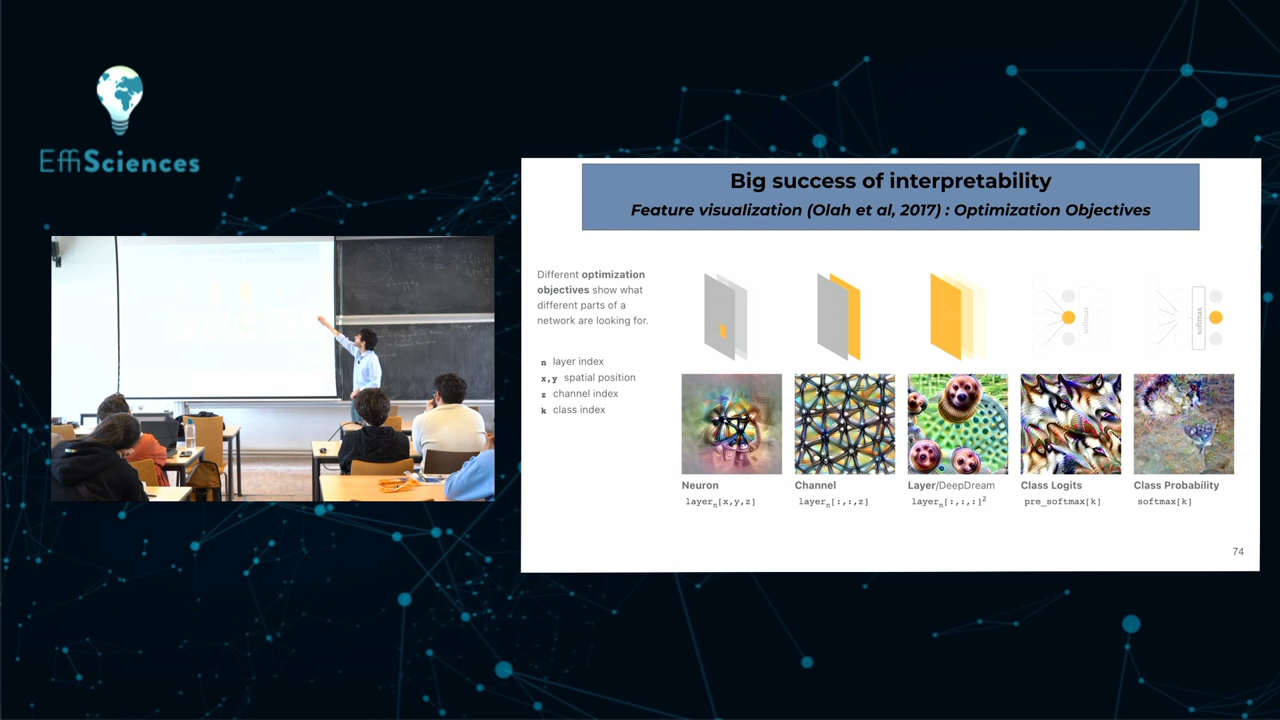 EffiSciences
Big success of interpretability
Feature visualization (Olah et al, 2017) : Optimization Objectives
Different optimization
objectives show what
different parts of a
network are looking for.
n layer index
x,y spatial position
z channel index
k class index
softmax
softmax
Neuron
layerₙ[x,y,z]
Channel
layerₙ[:,:,z]
Layer/DeepDream
layerₙ[:,:,:]²
Class Logits
pre_softmax[k]
Class Probability
softmax[k]
74